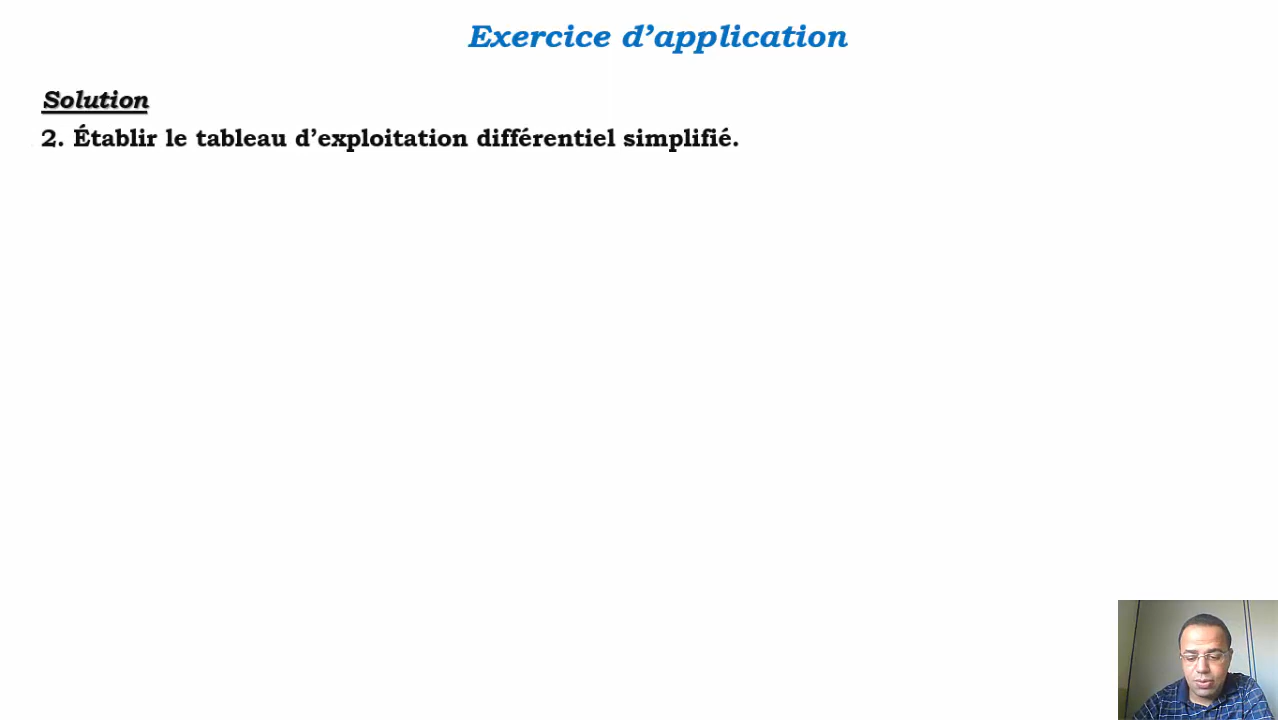 Exercice d’application
Solution
2. Établir le tableau d’exploitation différentiel simplifié.